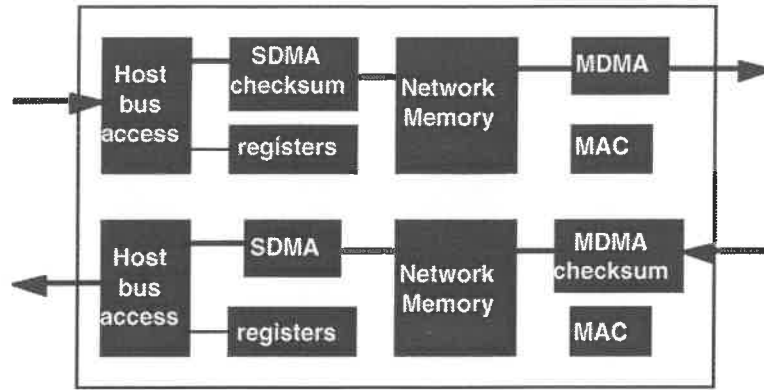 Host
bus
access
SDMA
checksum
registers
Network
Memory
MDMA
MAC
Host
bus
access
SDMA
registers
Network
Memory
MDMA
checksum
MAC